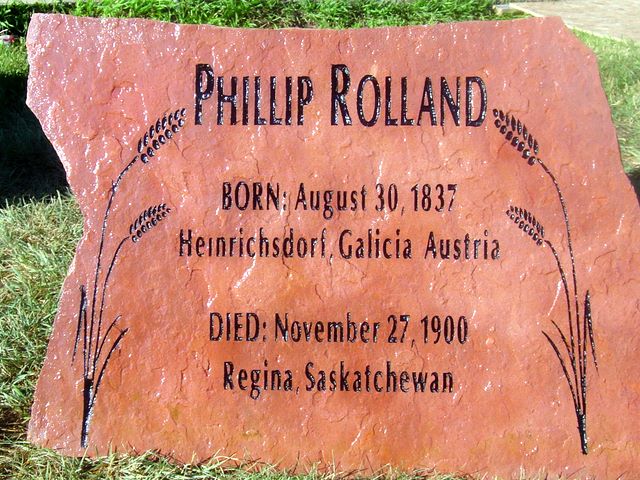 PHILLIP ROLLAND
BORN: August 30, 1837
Heinrichsdorf, Galicia Austria
DIED: November 27, 1900
Regina, Saskatchewan